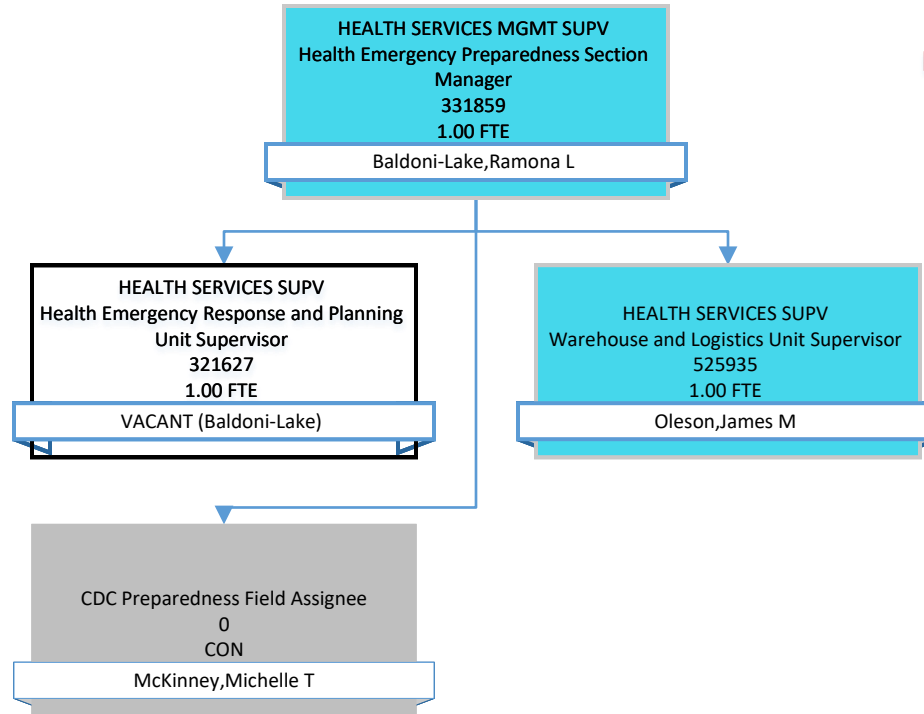 HEALTH SERVICES MGMT SUPV
Health Emergency Preparedness Section
Manager
331859
1.00 FTE
Baldoni-Lake,Ramona L
HEALTH SERVICES SUPV
Health Emergency Response and Planning
Unit Supervisor
321627
1.00 FTE
VACANT (Baldoni-Lake)
HEALTH SERVICES SUPV
Warehouse and Logistics Unit Supervisor
525935
1.00 FTE
Oleson,James M
CDC Preparedness Field Assignee
0
CON
McKinney,Michelle T